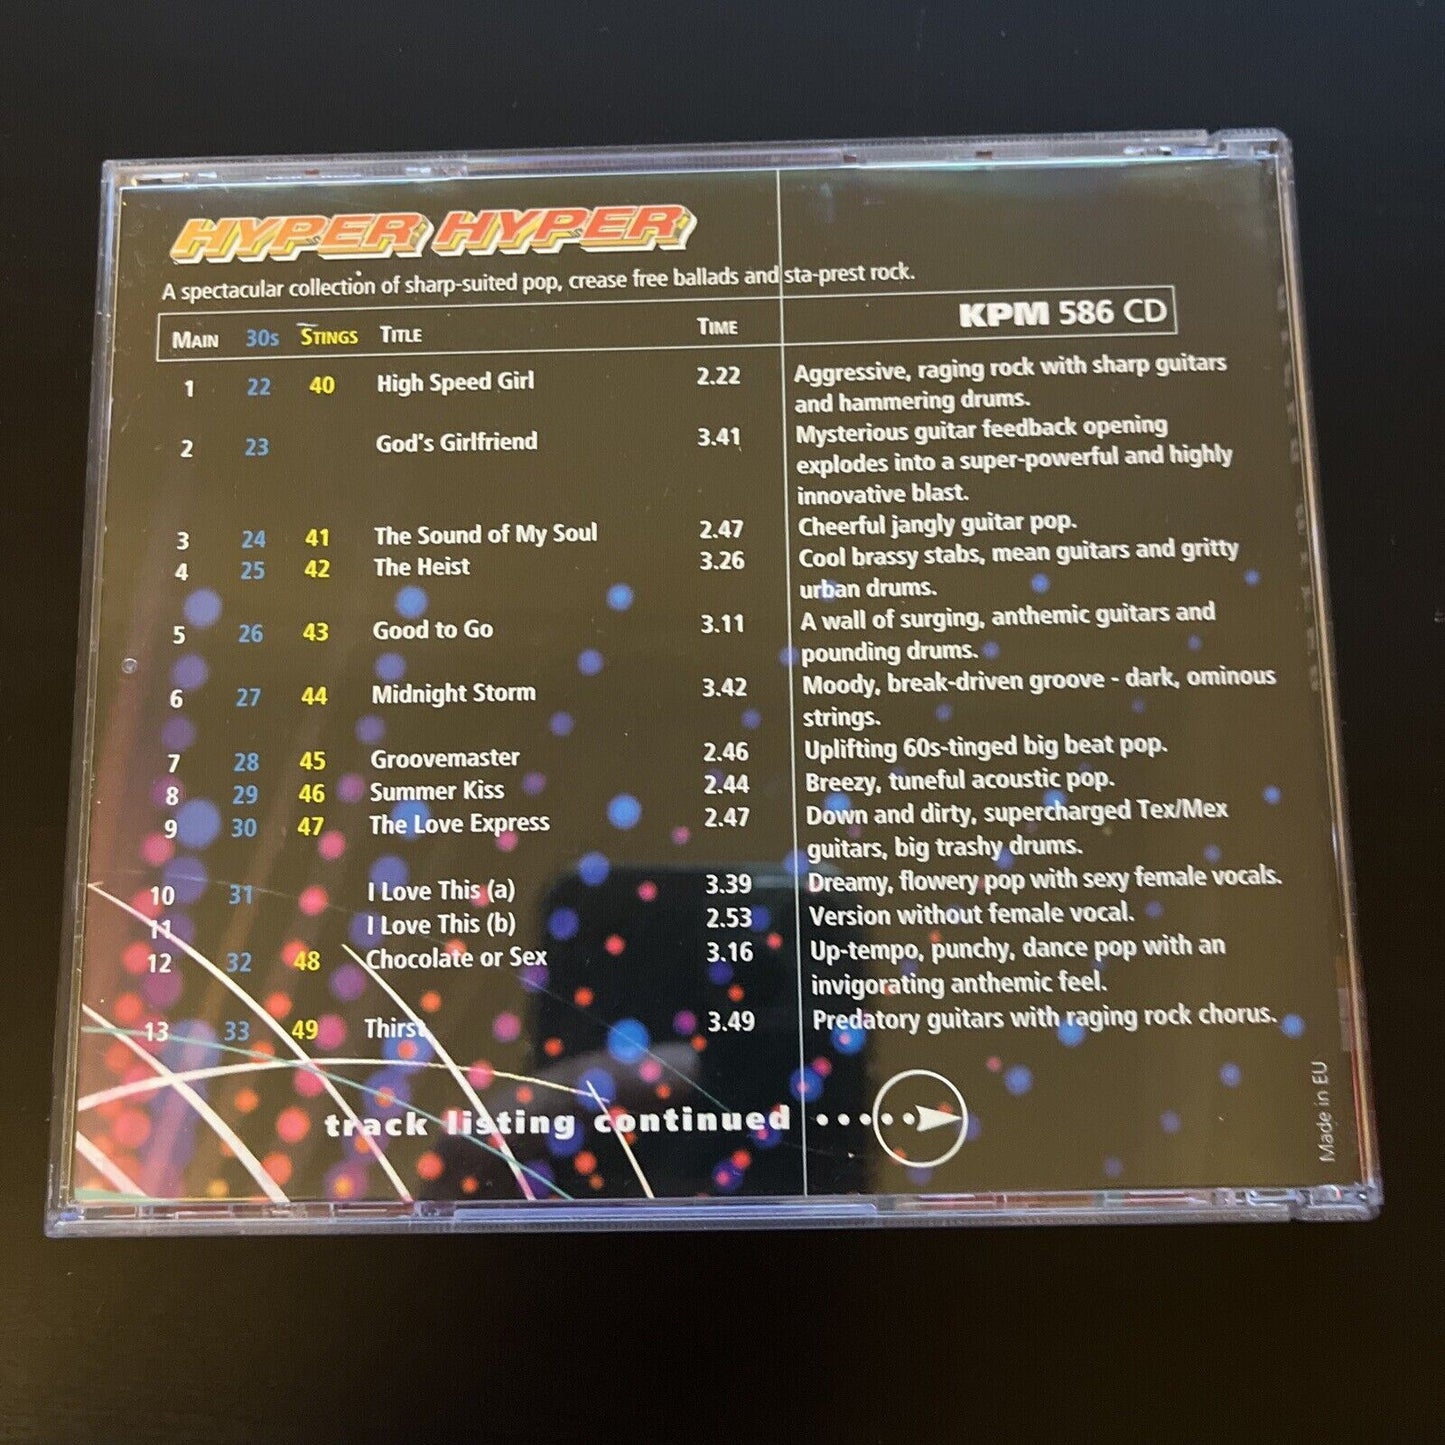 HYPER HYPER
A spectacular collection of sharp-suited pop, crease free ballads and sta-prest rock.
KPM 586 CD
MAIN 30s STINGS TITLE TIME
1 22 40 High Speed Girl 2.22 Aggressive, raging rock with sharp guitars
and hammering drums.
2 23 God's Girlfriend 3.41 Mysterious guitar feedback opening
explodes into a super-powerful and highly
innovative blast.
3 24 41 The Sound of My Soul 2.47 Cheerful jangly guitar pop.
4 25 42 The Heist 3.26 Cool brassy stabs, mean guitars and gritty
urban drums.
5 26 43 Good to Go 3.11 A wall of surging, anthemic guitars and
pounding drums.
6 27 44 Midnight Storm 3.42 Moody, break-driven groove - dark, ominous
strings.
7 28 45 Groovemaster 2.46 Uplifting 60s-tinged big beat pop.
8 29 46 Summer Kiss 2.44 Breezy, tuneful acoustic pop.
9 30 47 The Love Express 2.47 Down and dirty, supercharged Tex/Mex
guitars, big trashy drums.
10 31 I Love This (a) 3.39 Dreamy, flowery pop with sexy female vocals.
11 I Love This (b) 2.53 Version without female vocal.
12 32 48 Chocolate or Sex 3.16 Up-tempo, punchy, dance pop with an
invigorating anthemic feel.
13 33 49 Thirst 3.49 Predatory guitars with raging rock chorus.
track listing continued
Made in EU